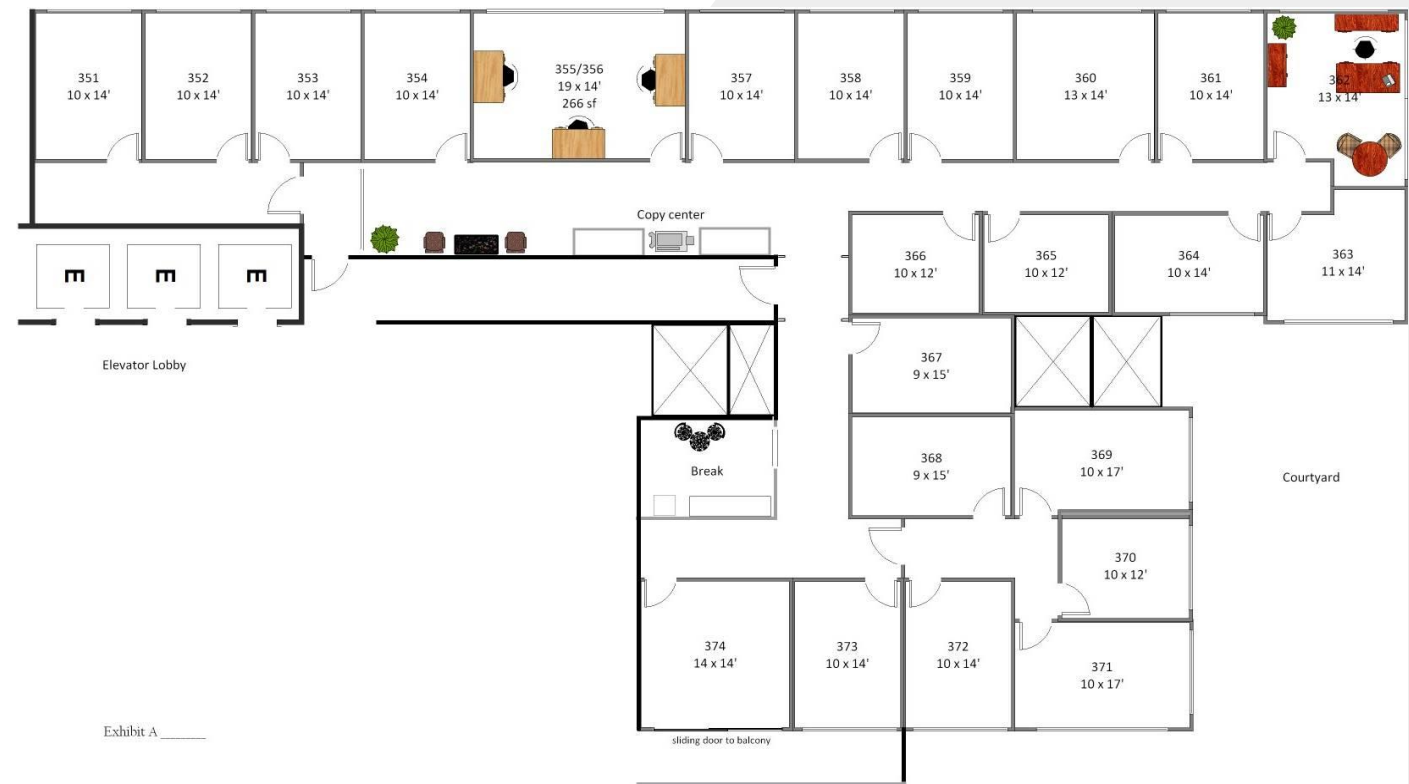 351
10 x 14'
352
10 x 14'
353
10 x 14'
354
10 x 14'
355/356
19 x 14'
266 sf
357
10 x 14'
358
10 x 14'
359
10 x 14'
360
13 x 14'
361
10 x 14'
362
13 x 14'
Copy center
366
10 x 12'
365
10 x 12'
364
10 x 14'
363
11 x 14'
E
E
E
Elevator Lobby
367
9 x 15'
368
9 x 15'
369
10 x 17'
Break
Courtyard
370
10 x 12'
374
14 x 14'
373
10 x 14'
372
10 x 14'
371
10 x 17'
Exhibit A ______
sliding door to balcony